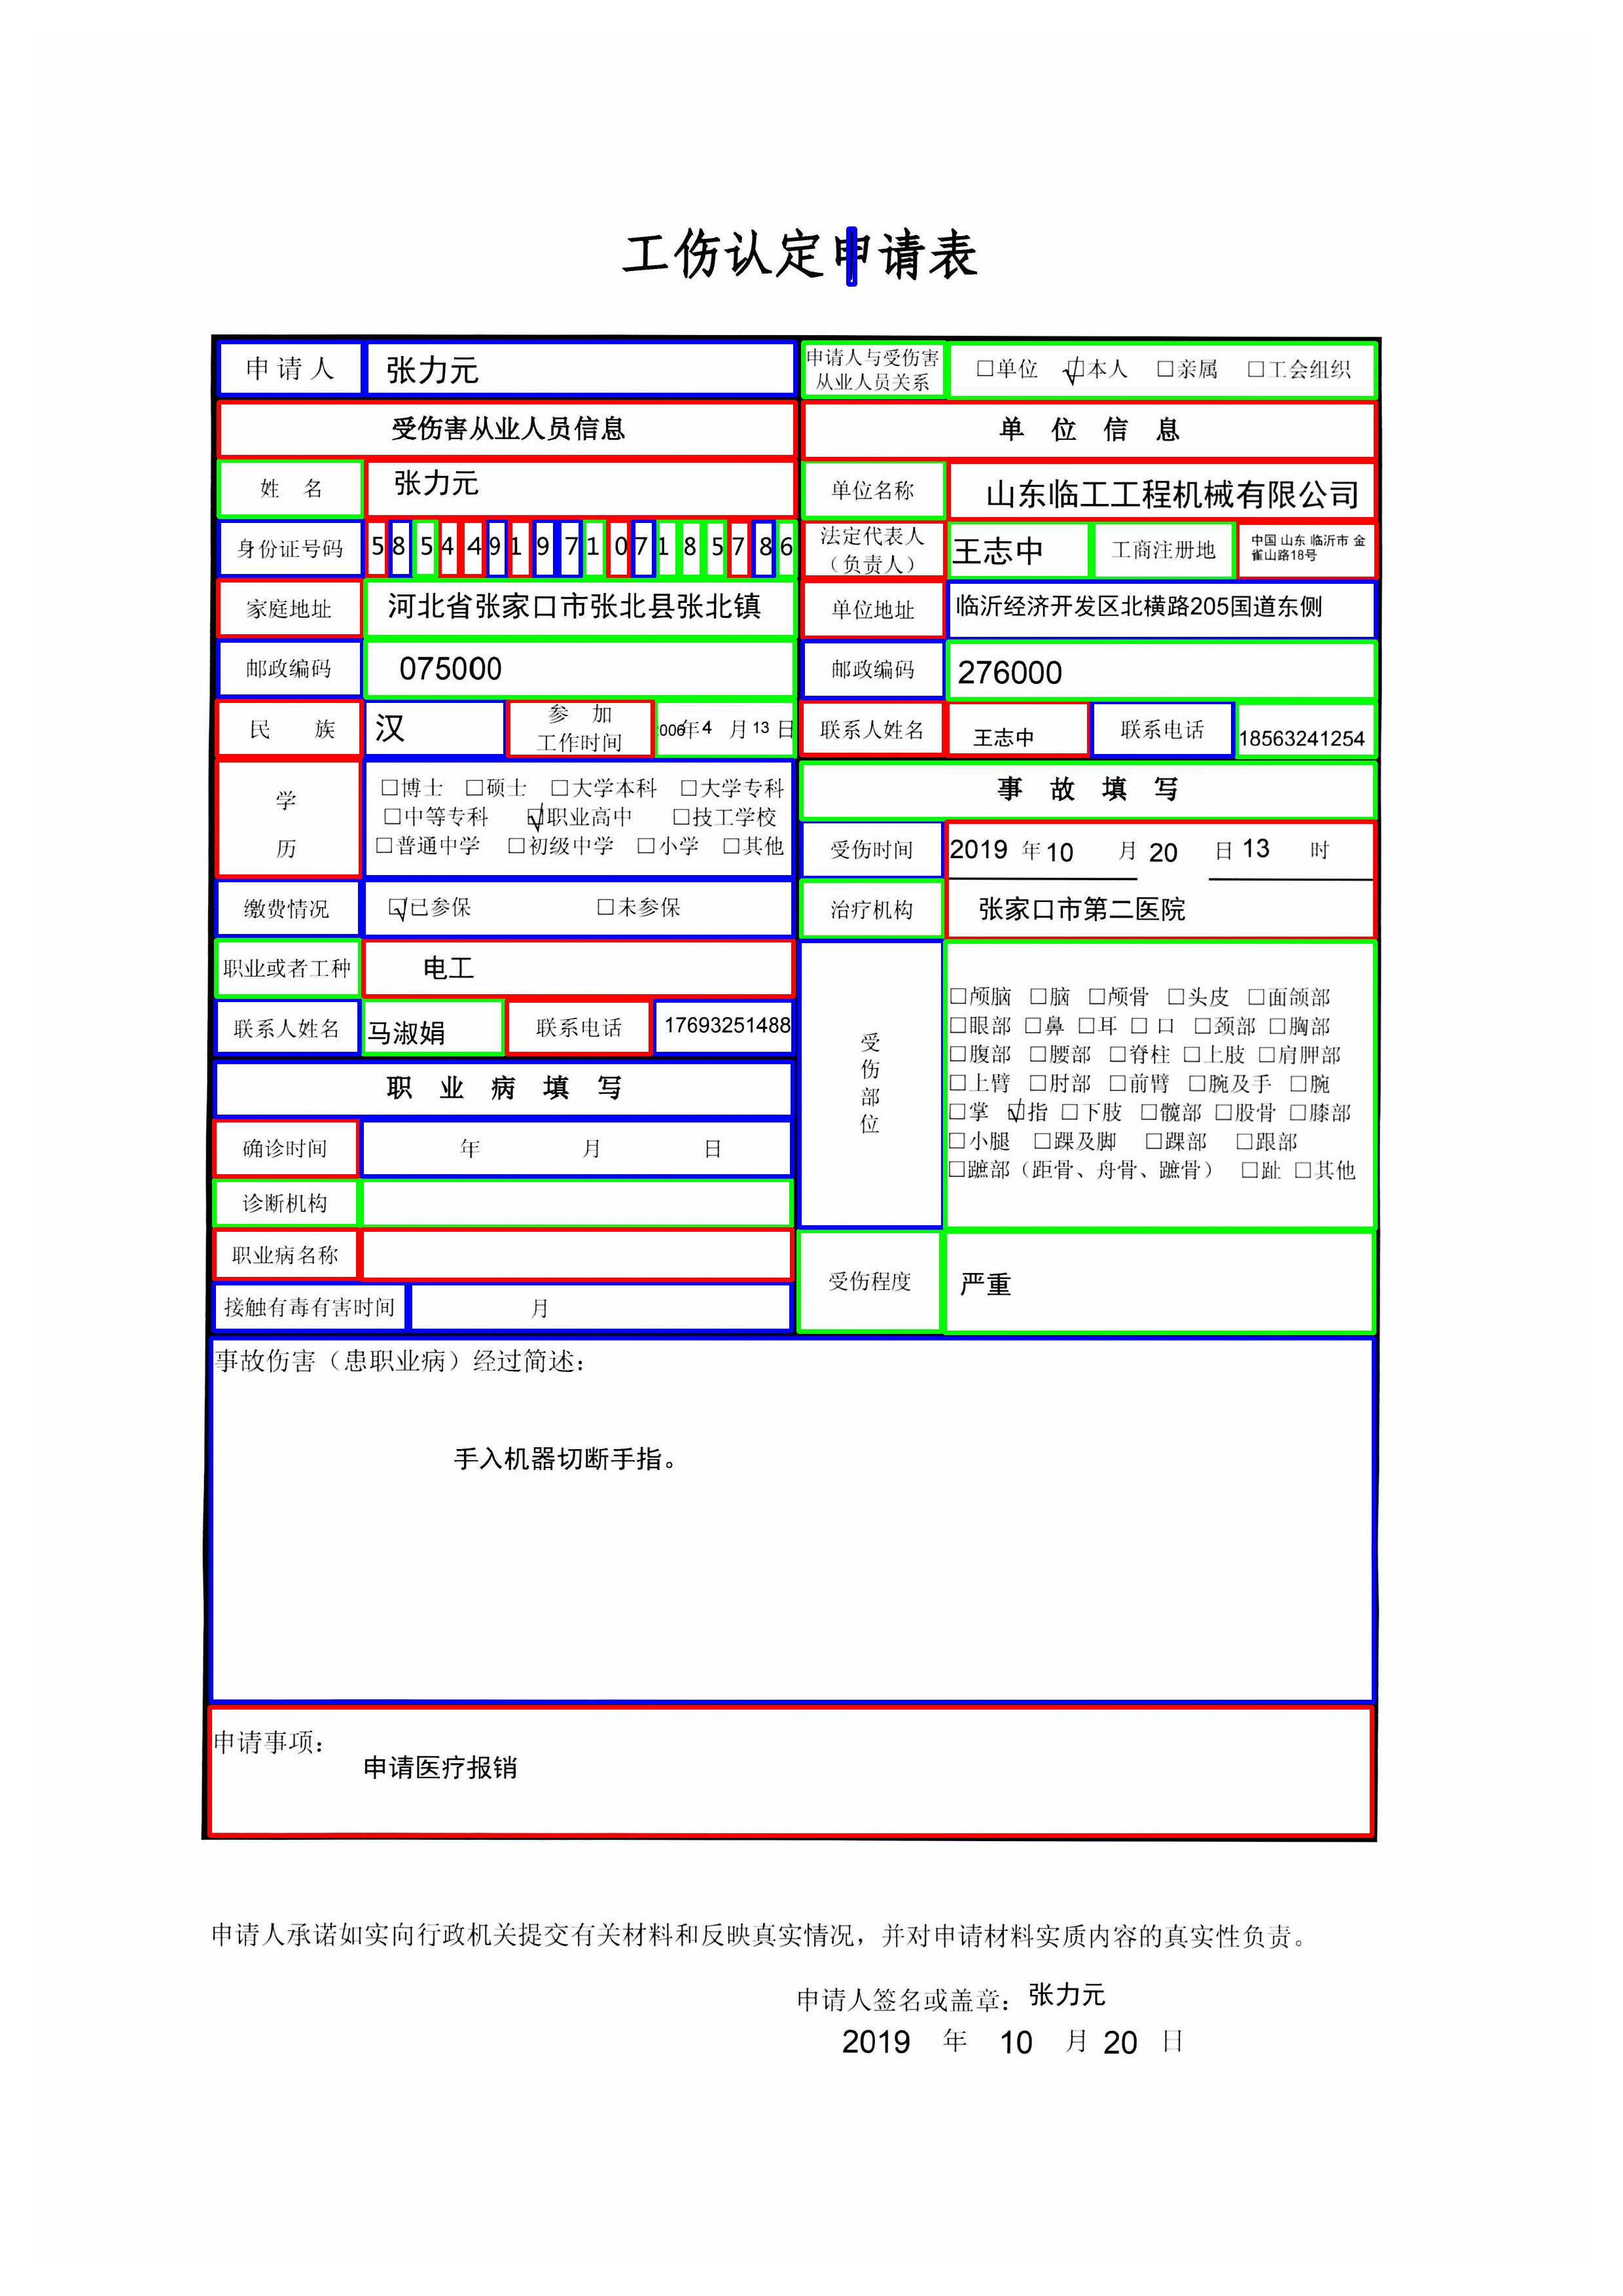 工伤认定申请表
申请人 张力元 申请人与受伤害从业人员关系 □单位 ☑本人 □亲属 □工会组织
受伤害从业人员信息 单位信息
姓名 张力元 单位名称 山东临工工程机械有限公司
身份证号码 585449197107185786 法定代表人（负责人） 王志中 工商注册地 中国 山东 临沂市 金雀山路18号
家庭地址 河北省张家口市张北县张北镇 单位地址 临沂经济开发区北横路205国道东侧
邮政编码 075000 邮政编码 276000
民族 汉 参加工作时间 2006年4月13日 联系人姓名 王志中 联系电话 18563241254
学历 □博士 □硕士 □大学本科 □大学专科
□中等专科 ☑职业高中 □技工学校
□普通中学 □初级中学 □小学 □其他
事故填写
受伤时间 2019年10月20日13时
缴费情况 ☑已参保 □未参保 治疗机构 张家口市第二医院
职业或者工种 电工
联系人姓名 马淑娟 联系电话 17693251488
受伤部位
□颅脑 □脑 □颅骨 □头皮 □面颌部
□眼部 □鼻 □耳 □口 □颈部 □胸部
□腹部 □腰部 □脊柱 □上肢 □肩胛部
□上臂 □肘部 □前臂 □腕及手 □腕
□掌 ☑指 □下肢 □髋部 □股骨 □膝部
□小腿 □踝及脚 □踝部 □跟部
□蹠部（距骨、舟骨、蹠骨） □趾 □其他
职业病填写
确诊时间 年 月 日
诊断机构
职业病名称
接触有毒有害时间 月
受伤程度 严重
事故伤害（患职业病）经过简述：
手入机器切断手指。
申请事项：
申请医疗报销
申请人承诺如实向行政机关提交有关材料和反映真实情况，并对申请材料实质内容的真实性负责。
申请人签名或盖章：张力元
2019 年 10 月 20 日